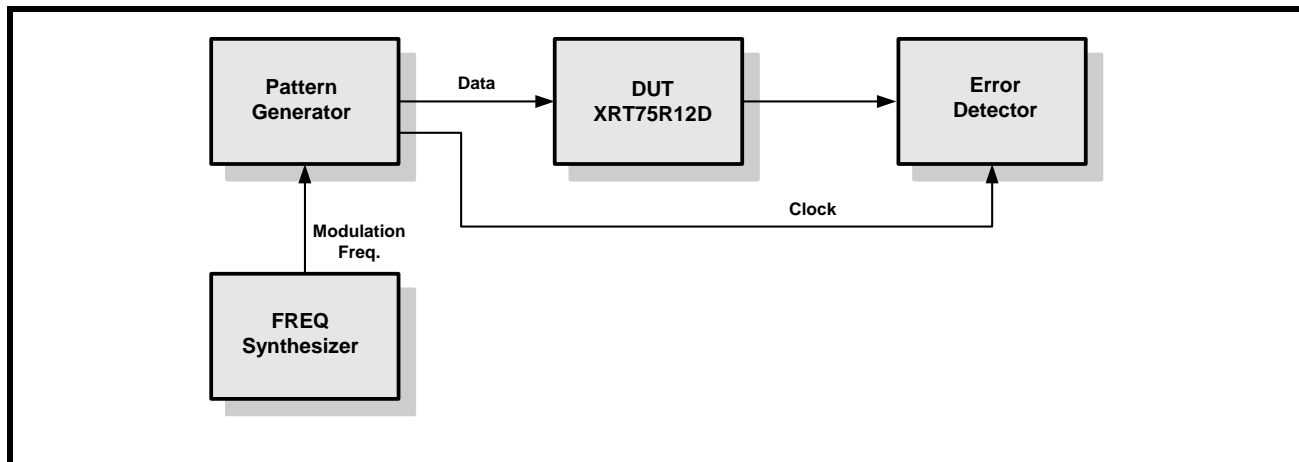 Pattern
Generator
Data
DUT
XRT75R12D
Error
Detector
Clock
Modulation
Freq.
FREQ
Synthesizer